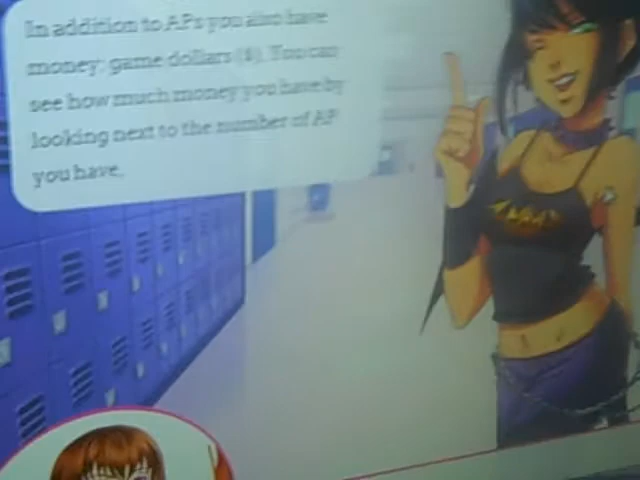 In addition to APs you also have
money: game dollars ($). You can
see how much money you have by
looking next to the number of AP
you have.